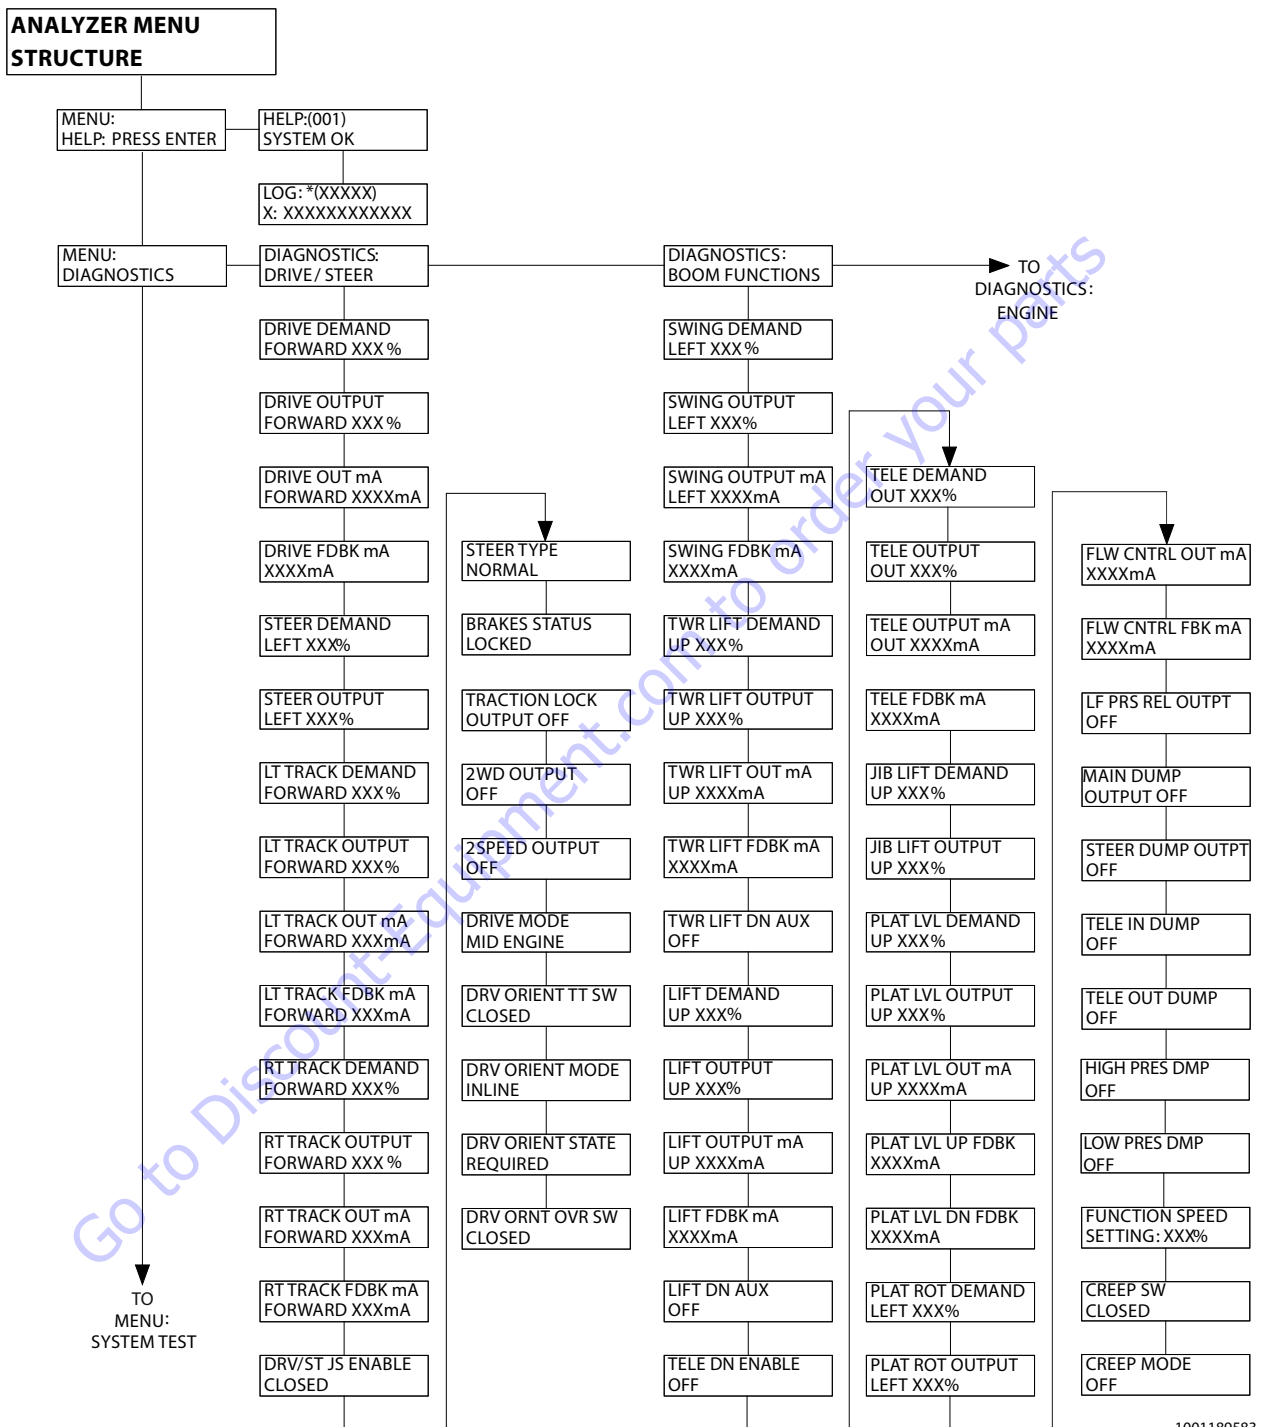 ANALYZER MENU
STRUCTURE
MENU:
HELP: PRESS ENTER
HELP:(001)
SYSTEM OK
LOG: *(XXXXX)
X: XXXXXXXXXXXX
MENU:
DIAGNOSTICS
DIAGNOSTICS:
DRIVE / STEER
DIAGNOSTICS:
BOOM FUNCTIONS
TO
DIAGNOSTICS:
ENGINE
DRIVE DEMAND
FORWARD XXX %
DRIVE OUTPUT
FORWARD XXX %
DRIVE OUT mA
FORWARD XXXXmA
DRIVE FDBK mA
XXXXmA
STEER DEMAND
LEFT XXX%
STEER OUTPUT
LEFT XXX%
LT TRACK DEMAND
FORWARD XXX %
LT TRACK OUTPUT
FORWARD XXX%
LT TRACK OUT mA
FORWARD XXXmA
LT TRACK FDBK mA
FORWARD XXXmA
RT TRACK DEMAND
FORWARD XXX%
RT TRACK OUTPUT
FORWARD XXX %
RT TRACK OUT mA
FORWARD XXXmA
RT TRACK FDBK mA
FORWARD XXXmA
DRV/ST JS ENABLE
CLOSED
STEER TYPE
NORMAL
BRAKES STATUS
LOCKED
TRACTION LOCK
OUTPUT OFF
2WD OUTPUT
OFF
2SPEED OUTPUT
OFF
DRIVE MODE
MID ENGINE
DRV ORIENT TT SW
CLOSED
DRV ORIENT MODE
INLINE
DRV ORIENT STATE
REQUIRED
DRV ORNT OVR SW
CLOSED
SWING DEMAND
LEFT XXX%
SWING OUTPUT
LEFT XXX%
SWING OUTPUT mA
LEFT XXXXmA
SWING FDBK mA
XXXXmA
TWR LIFT DEMAND
UP XXX%
TWR LIFT OUTPUT
UP XXX%
TWR LIFT OUT mA
UP XXXXmA
TWR LIFT FDBK mA
XXXXmA
TWR LIFT DN AUX
OFF
LIFT DEMAND
UP XXX%
LIFT OUTPUT
UP XXX%
LIFT OUTPUT mA
UP XXXXmA
LIFT FDBK mA
XXXXmA
LIFT DN AUX
OFF
TELE DN ENABLE
OFF
TELE DEMAND
OUT XXX%
TELE OUTPUT
OUT XXX%
TELE OUTPUT mA
OUT XXXXmA
TELE FDBK mA
XXXXmA
JIB LIFT DEMAND
UP XXX%
JIB LIFT OUTPUT
UP XXX%
PLAT LVL DEMAND
UP XXX%
PLAT LVL OUTPUT
UP XXX%
PLAT LVL OUT mA
UP XXXXmA
PLAT LVL UP FDBK
XXXXmA
PLAT LVL DN FDBK
XXXXmA
PLAT ROT DEMAND
LEFT XXX%
PLAT ROT OUTPUT
LEFT XXX%
FLW CNTRL OUT mA
XXXXmA
FLW CNTRL FBK mA
XXXXmA
LF PRS REL OUTPT
OFF
MAIN DUMP
OUTPUT OFF
STEER DUMP OUTPT
OFF
TELE IN DUMP
OFF
TELE OUT DUMP
OFF
HIGH PRES DMP
OFF
LOW PRES DMP
OFF
FUNCTION SPEED
SETTING: XXX%
CREEP SW
CLOSED
CREEP MODE
OFF
TO
MENU:
SYSTEM TEST
Go to Discount-Equipment.com to order your parts